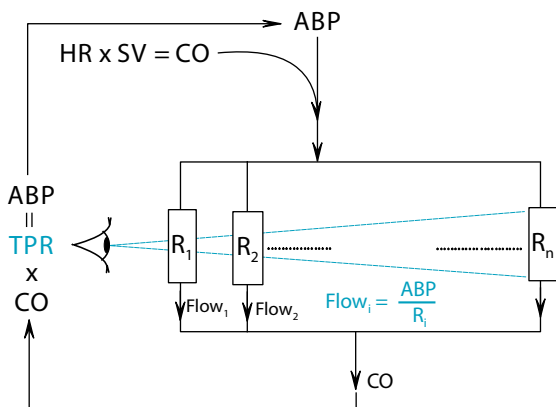 ABP
HR x SV = CO
ABP
=
TPR
x
CO
R₁
R₂
Rₙ
Flow₁
Flow₂
Flowᵢ = ABP
Rᵢ
CO